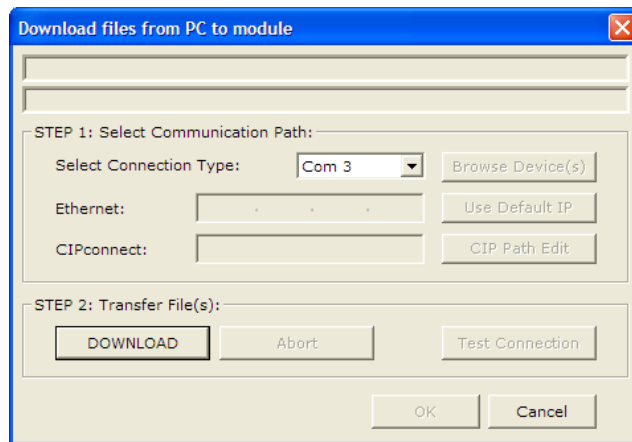 Download files from PC to module
STEP 1: Select Communication Path:
Select Connection Type: Com 3 Browse Device(s)
Ethernet: . . . Use Default IP
CIPconnect: CIP Path Edit
STEP 2: Transfer File(s):
DOWNLOAD Abort Test Connection
OK Cancel